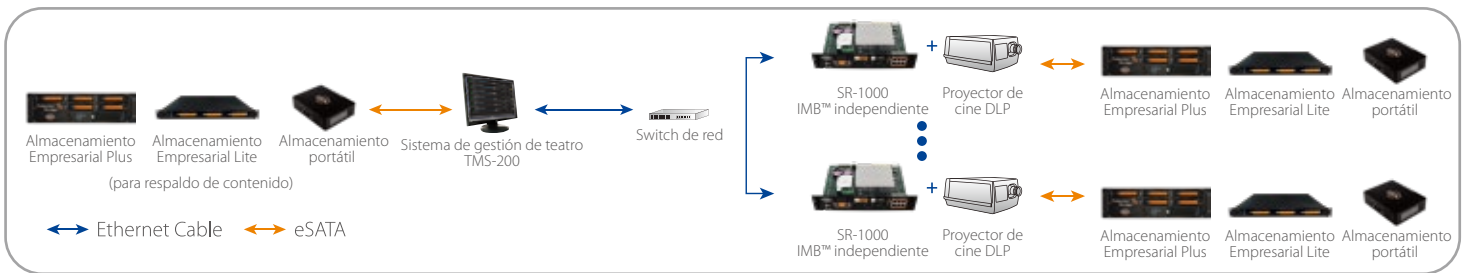 SR-1000
IMB™ independiente
+
Proyector de
cine DLP
Almacenamiento
Empresarial Plus
Almacenamiento
Empresarial Lite
Almacenamiento
portátil
Almacenamiento
Empresarial Plus
Almacenamiento
Empresarial Lite
Almacenamiento
portátil
(para respaldo de contenido)
Sistema de gestión de teatro
TMS-200
Switch de red
SR-1000
IMB™ independiente
+
Proyector de
cine DLP
Almacenamiento
Empresarial Plus
Almacenamiento
Empresarial Lite
Almacenamiento
portátil
Ethernet Cable
eSATA